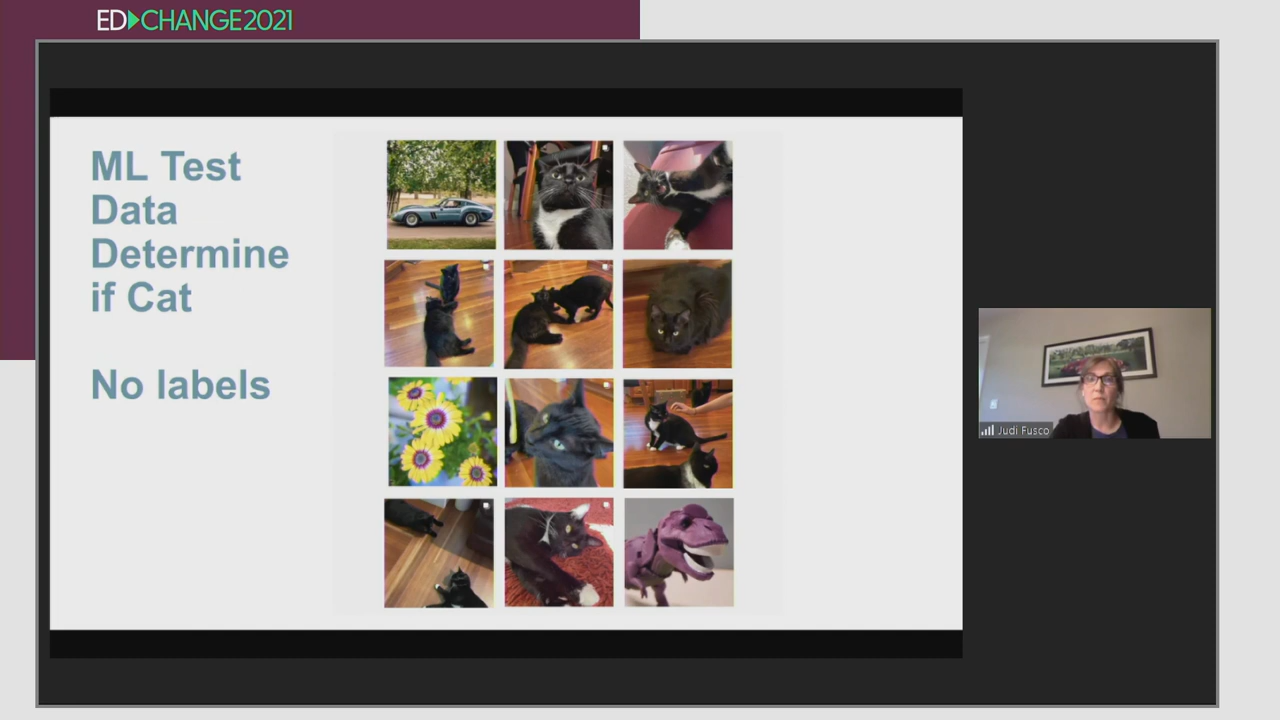 ED▶CHANGE2021
ML Test
Data
Determine
if Cat
No labels
Judi Fusco